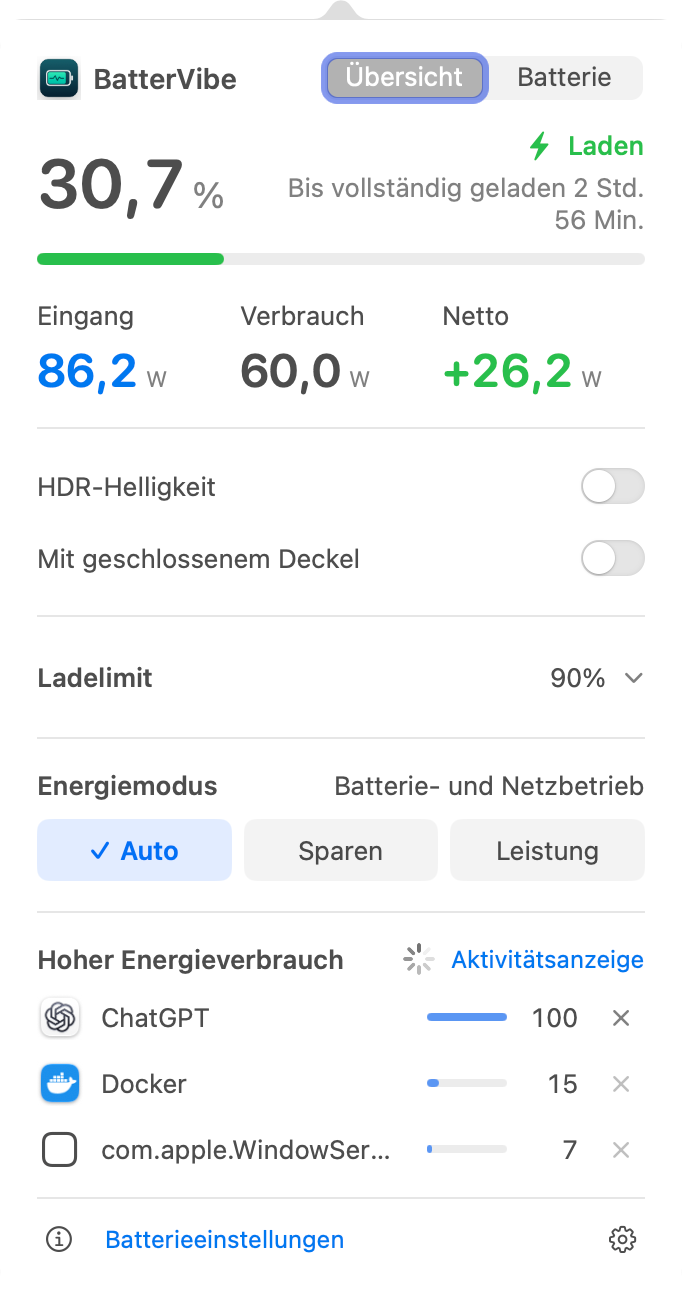 BatterVibe
Übersicht
Batterie
Laden
30,7 %
Bis vollständig geladen 2 Std.
56 Min.
Eingang
Verbrauch
Netto
86,2 W
60,0 W
+26,2 W
HDR-Helligkeit
Mit geschlossenem Deckel
Ladelimit
90%
Energiemodus
Batterie- und Netzbetrieb
Auto
Sparen
Leistung
Hoher Energieverbrauch
Aktivitätsanzeige
ChatGPT
100
Docker
15
com.apple.WindowSer...
7
Batterieeinstellungen